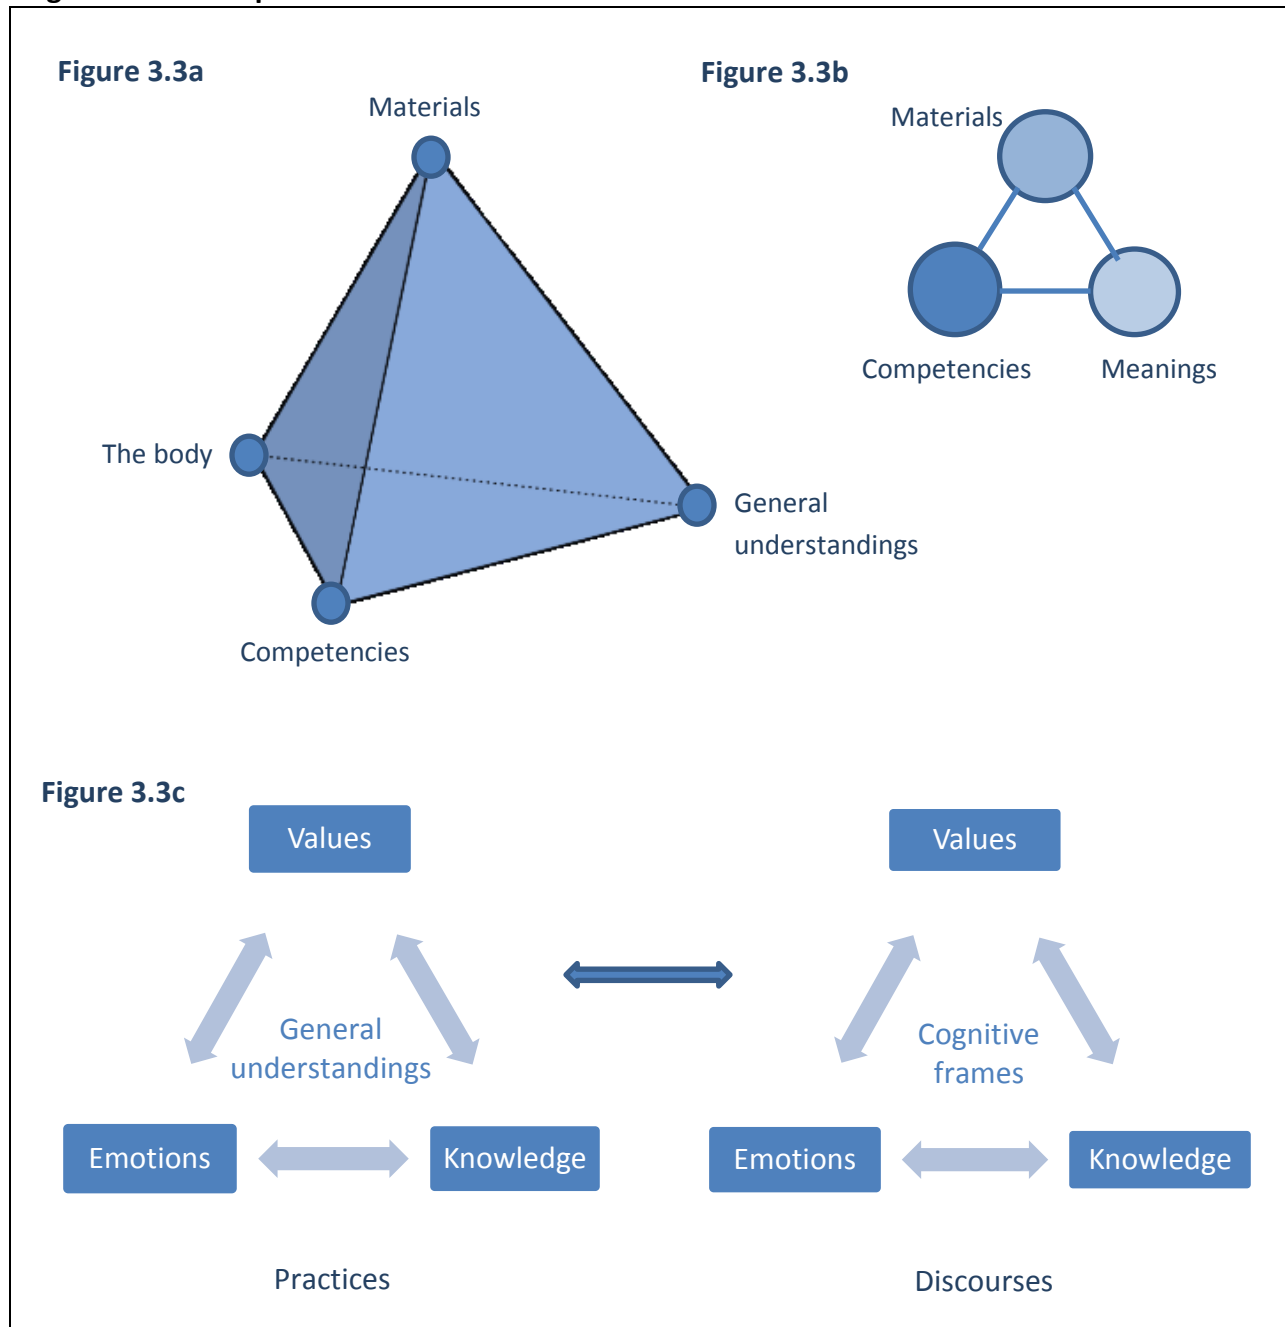 Figure 3.3a
Figure 3.3b
Materials
Materials
The body
General
understandings
Competencies
Competencies
Meanings
Figure 3.3c
Values
Values
General
understandings
Cognitive
frames
Emotions
Knowledge
Emotions
Knowledge
Practices
Discourses